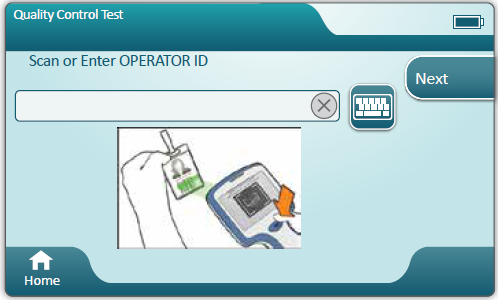 Quality Control Test
Scan or Enter OPERATOR ID
Next
Home